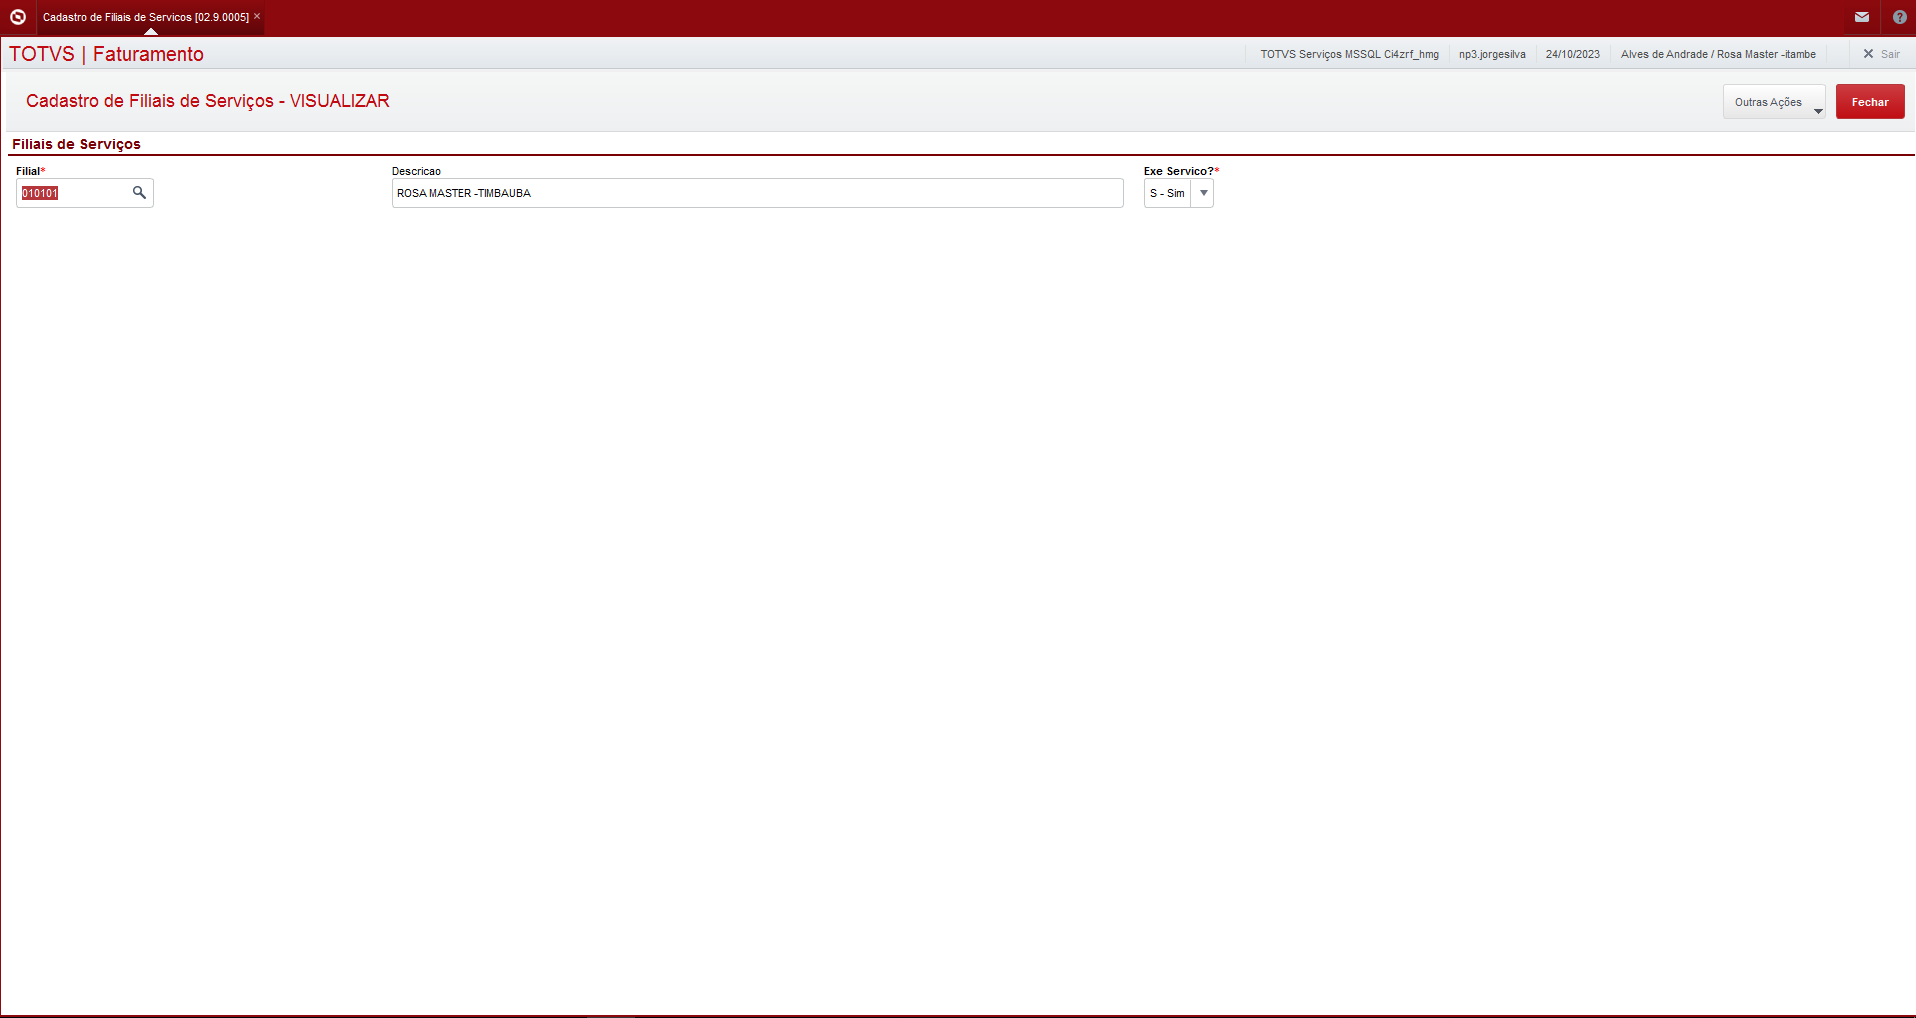 Cadastro de Filiais de Servicos [02.9.0005] ×
TOTVS | Faturamento
TOTVS Serviços MSSQL Ci4zrf_hmg
np3.jorgesilva
24/10/2023
Alves de Andrade / Rosa Master -itambe
Sair
Cadastro de Filiais de Serviços - VISUALIZAR
Outras Ações
Fechar
Filiais de Serviços
Filial*
Descricao
Exe Servico?*
010101
ROSA MASTER -TIMBAUBA
S - Sim